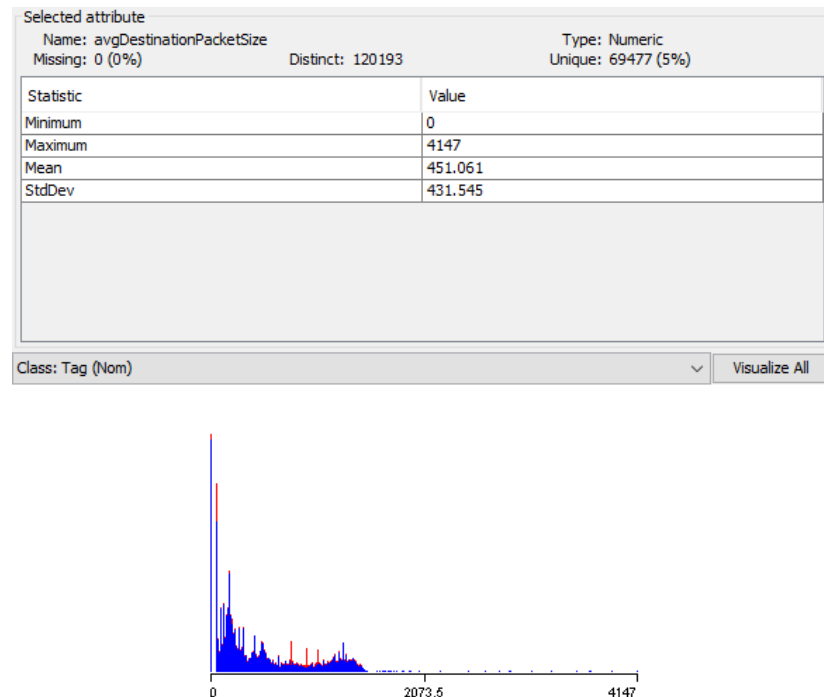 Selected attribute
Name: avgDestinationPacketSize Type: Numeric
Missing: 0 (0%) Distinct: 120193 Unique: 69477 (5%)
Statistic Value
Minimum 0
Maximum 4147
Mean 451.061
StdDev 431.545
Class: Tag (Nom) Visualize All
0 2073.5 4147